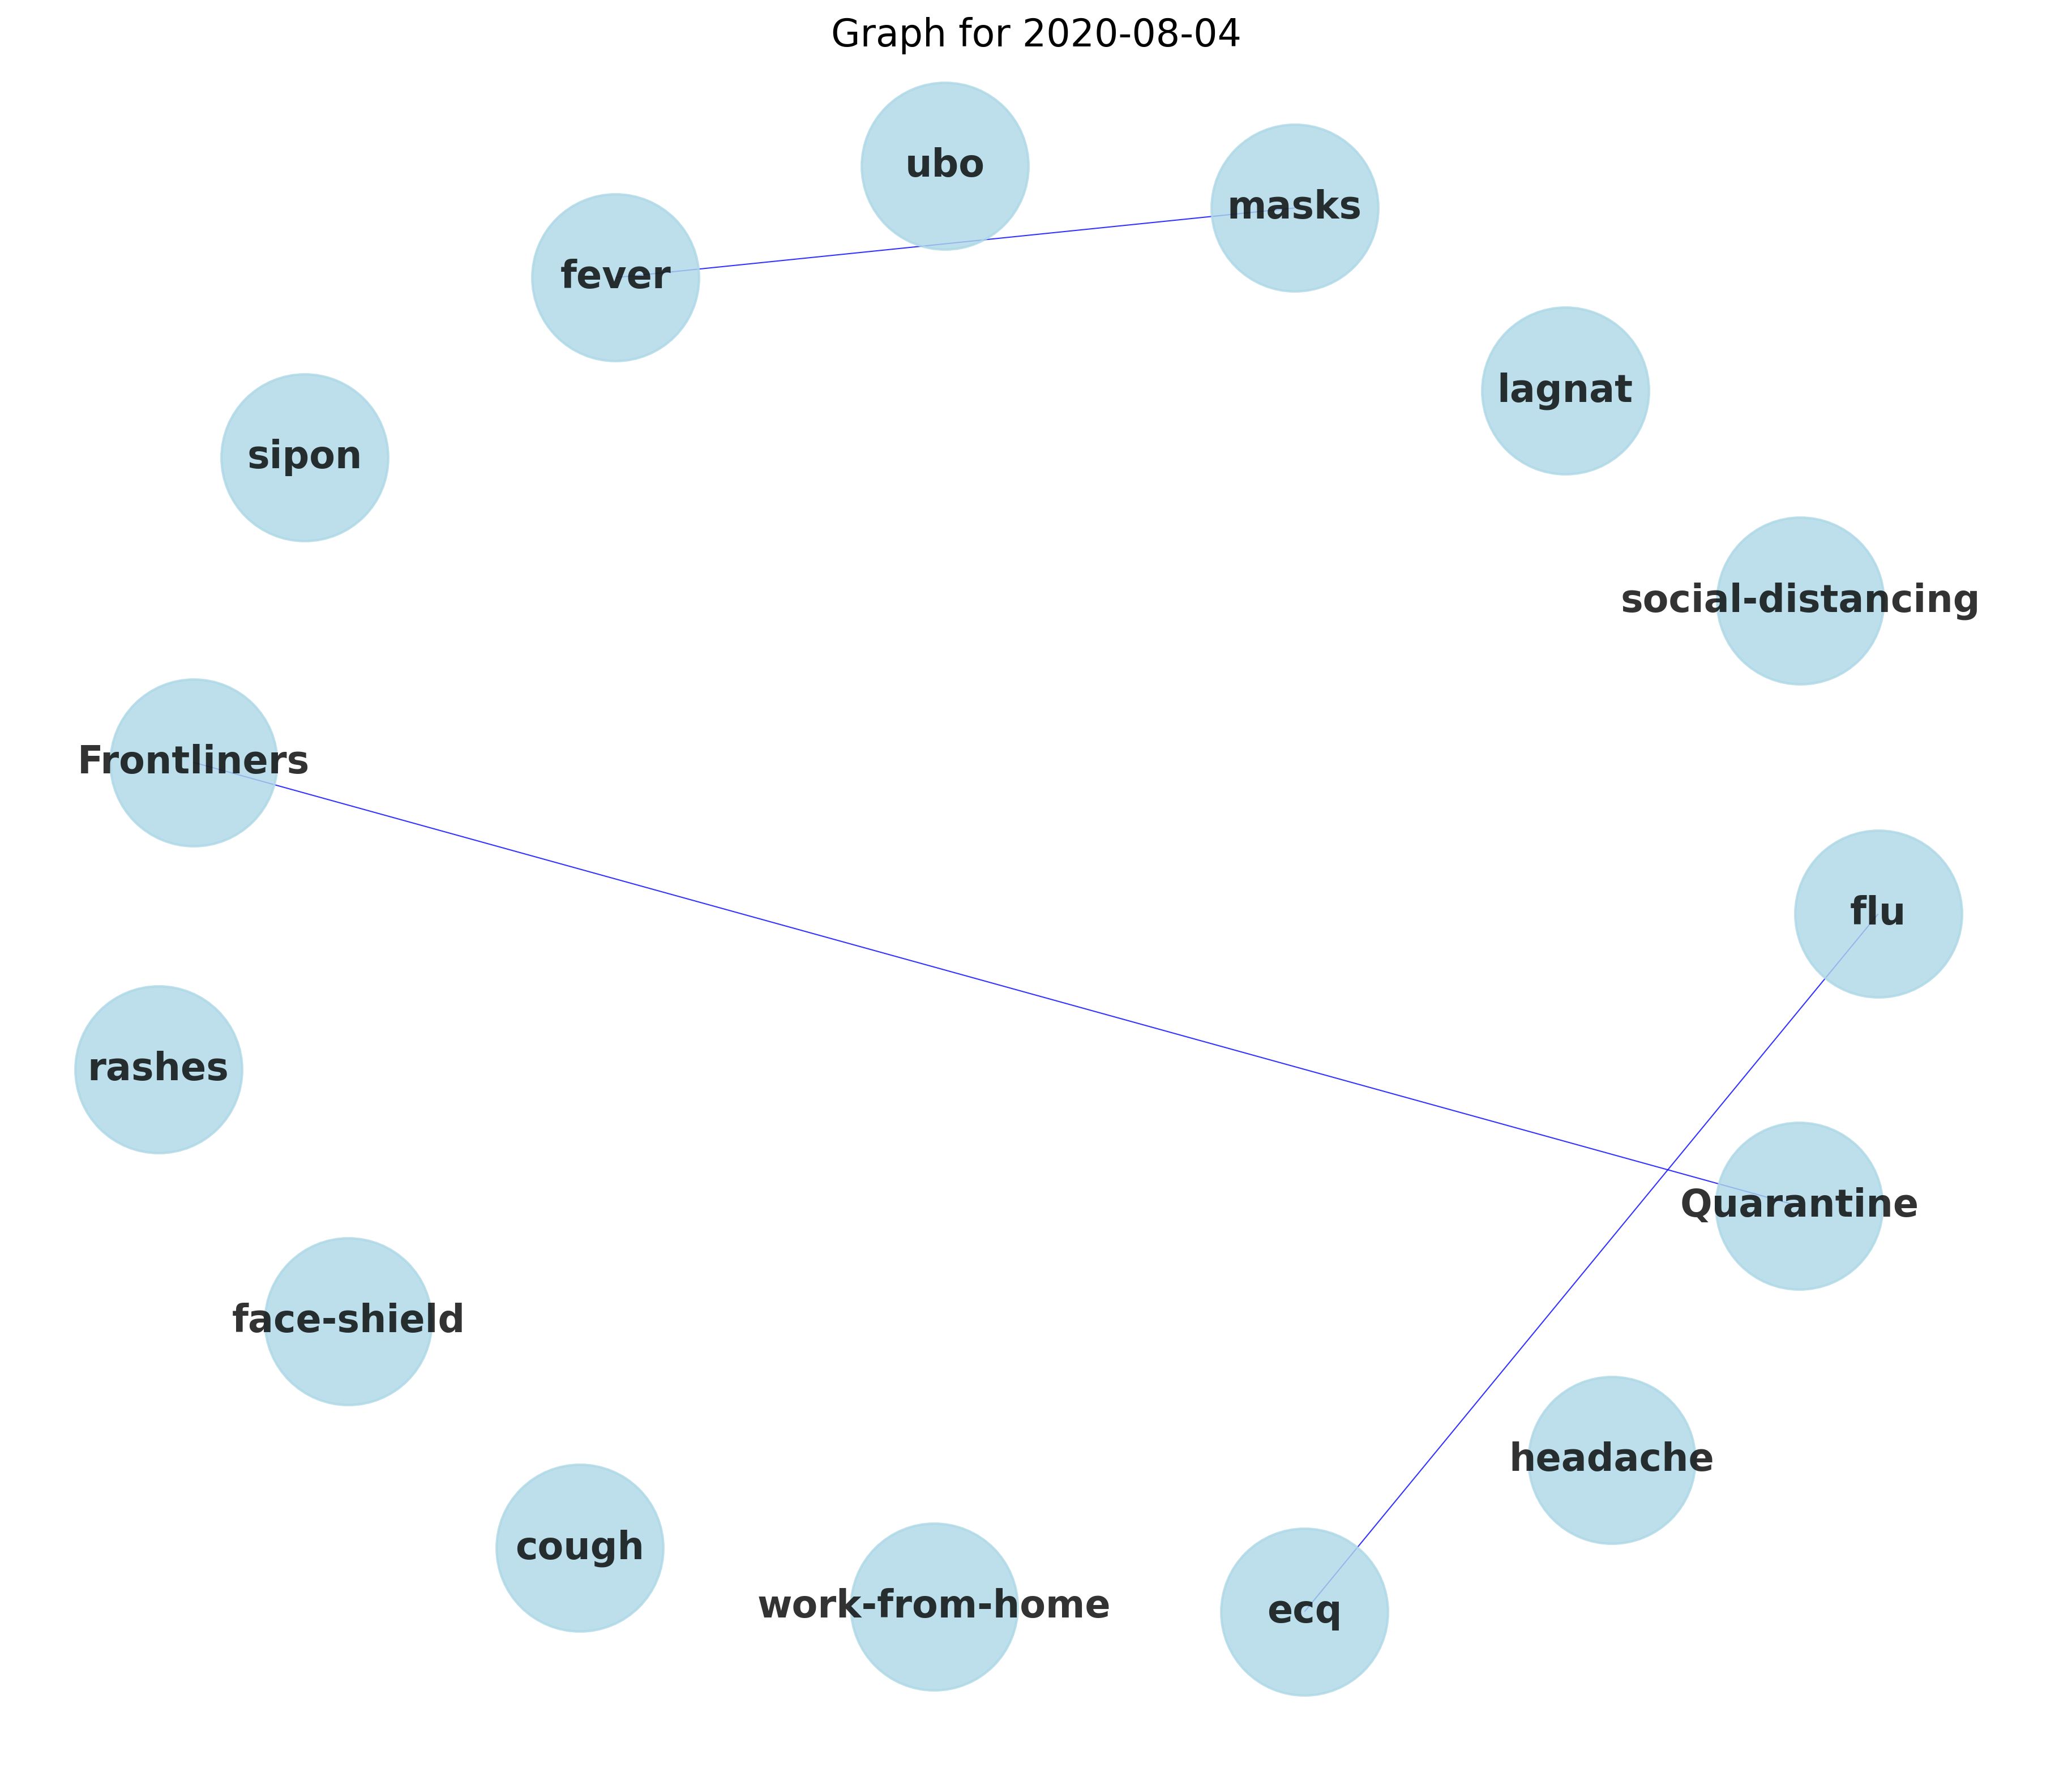 Graph for 2020-08-04
ubo
masks
fever
lagnat
sipon
social-distancing
Frontliners
flu
rashes
Quarantine
face-shield
headache
cough
work-from-home
ecq